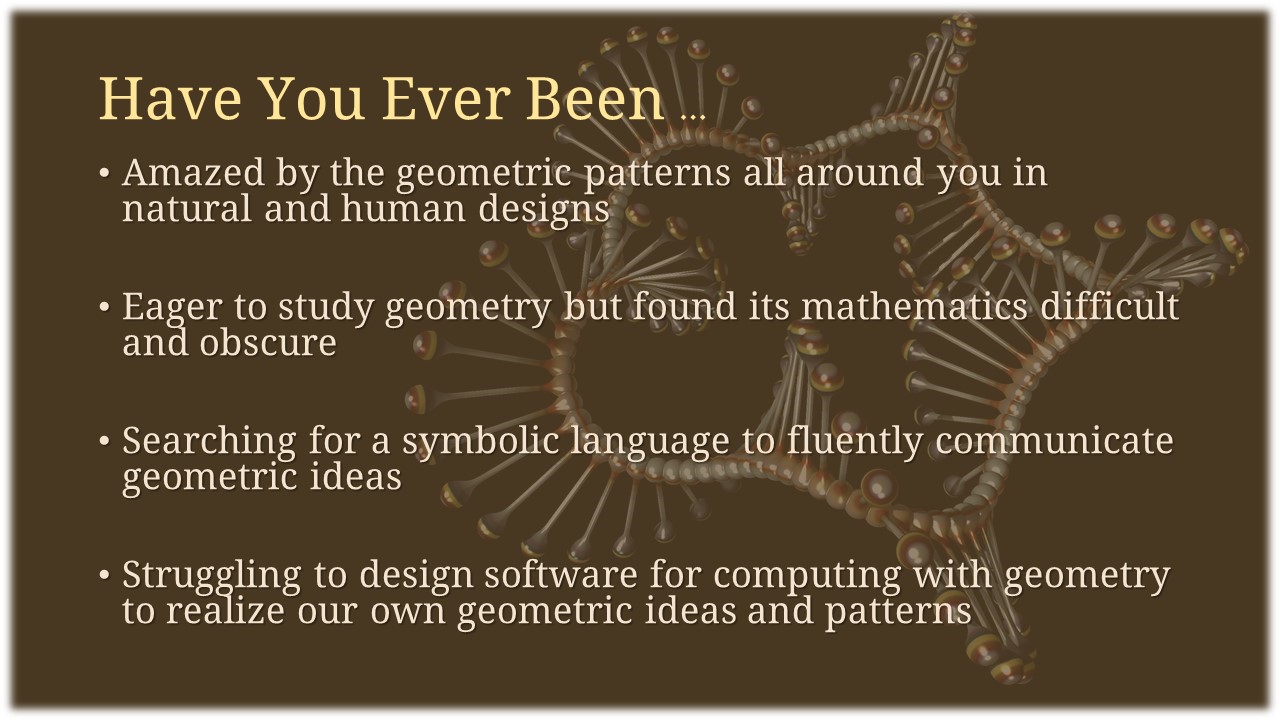 Have You Ever Been ...
• Amazed by the geometric patterns all around you in
natural and human designs
• Eager to study geometry but found its mathematics difficult
and obscure
• Searching for a symbolic language to fluently communicate
geometric ideas
• Struggling to design software for computing with geometry
to realize our own geometric ideas and patterns